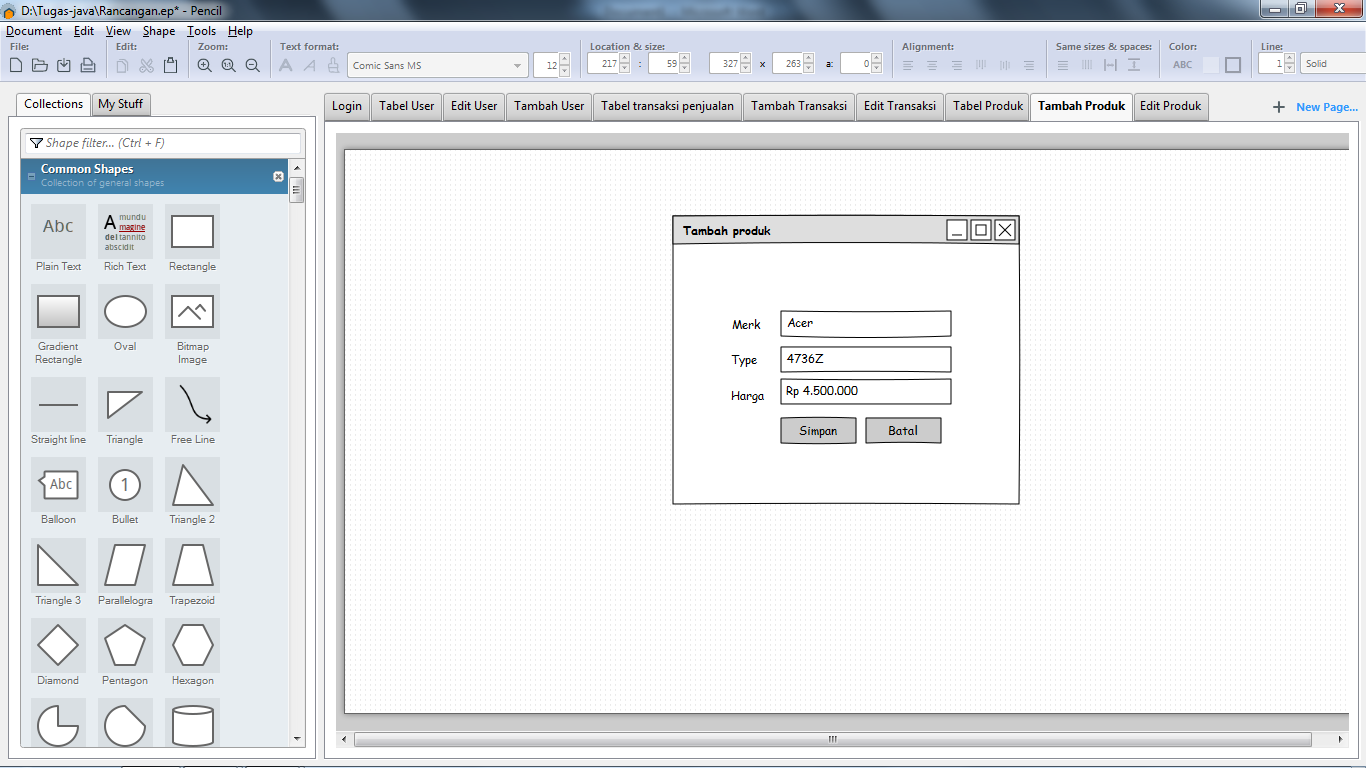 D:\Tugas-java\Rancangan.ep* - Pencil
Document Edit View Shape Tools Help
File: Edit: Zoom: Text format: Location & size: Alignment: Same sizes & spaces: Color: Line:
Comic Sans MS 12 217 : 59 327 x 263 a: 0 ABC 1 Solid
Collections My Stuff
Login Tabel User Edit User Tambah User Tabel transaksi penjualan Tambah Transaksi Edit Transaksi Tabel Produk Tambah Produk Edit Produk + New Page...
Shape filter... (Ctrl + F)
Common Shapes
Collection of general shapes
Abc
A mundu
magine
del tannito
abscidit
Plain Text Rich Text Rectangle
Gradient Rectangle
Oval
Bitmap Image
Straight line Triangle Free Line
Abc 1
Balloon Bullet Triangle 2
Triangle 3 Parallelogra Trapezoid
Diamond Pentagon Hexagon
Tambah produk
Merk Acer
Type 4736Z
Harga Rp 4.500.000
Simpan Batal